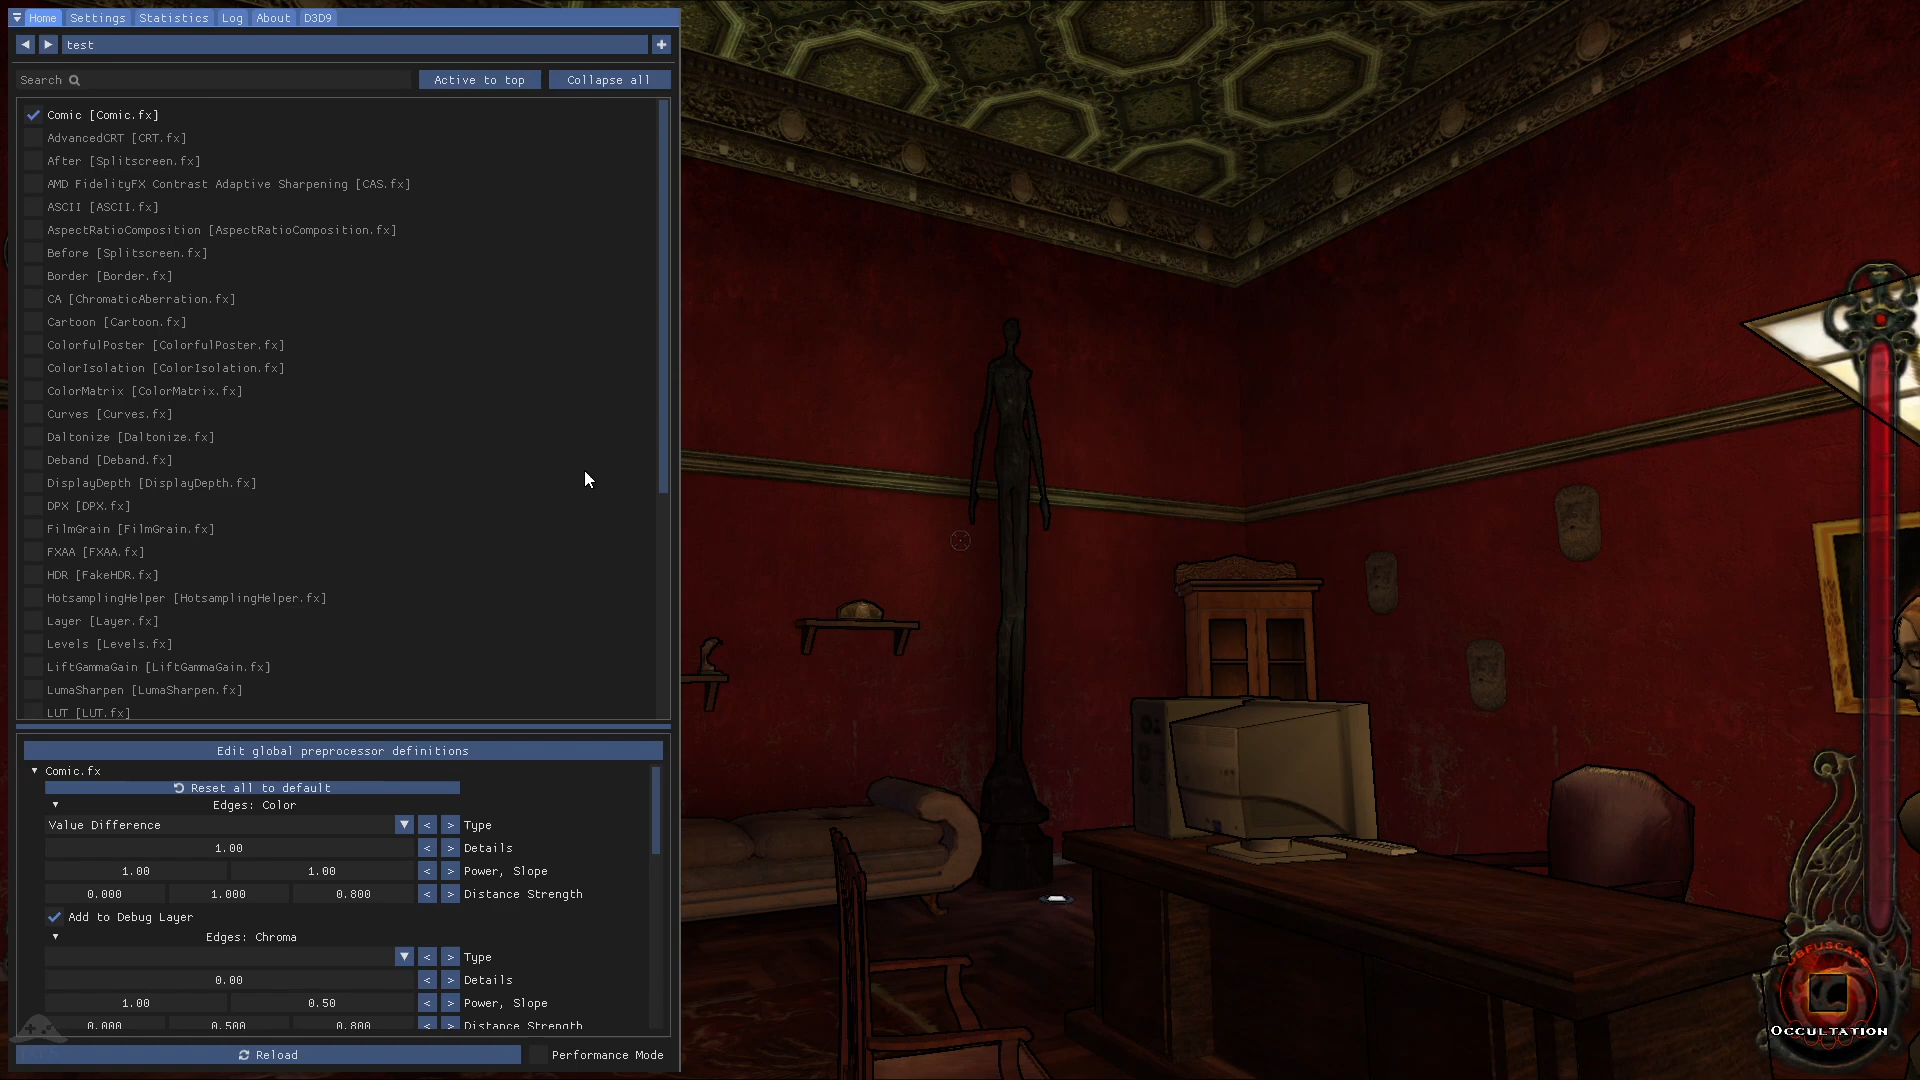 Home Settings Statistics Log About D3D9
test
Search Active to top Collapse all
Comic [Comic.fx]
AdvancedCRT [CRT.fx]
After [Splitscreen.fx]
AMD FidelityFX Contrast Adaptive Sharpening [CAS.fx]
ASCII [ASCII.fx]
AspectRatioComposition [AspectRatioComposition.fx]
Before [Splitscreen.fx]
Border [Border.fx]
CA [ChromaticAberration.fx]
Cartoon [Cartoon.fx]
ColorfulPoster [ColorfulPoster.fx]
ColorIsolation [ColorIsolation.fx]
ColorMatrix [ColorMatrix.fx]
Curves [Curves.fx]
Daltonize [Daltonize.fx]
Deband [Deband.fx]
DisplayDepth [DisplayDepth.fx]
DPX [DPX.fx]
FilmGrain [FilmGrain.fx]
FXAA [FXAA.fx]
HDR [FakeHDR.fx]
HotsamplingHelper [HotsamplingHelper.fx]
Layer [Layer.fx]
Levels [Levels.fx]
LiftGammaGain [LiftGammaGain.fx]
LumaSharpen [LumaSharpen.fx]
LUT [LUT.fx]
Edit global preprocessor definitions
Comic.fx
Reset all to default
Edges: Color
Value Difference < > Type
1.00 < > Details
1.00 1.00 < > Power, Slope
0.000 1.000 0.800 < > Distance Strength
Add to Debug Layer
Edges: Chroma
< > Type
0.00 < > Details
1.00 0.50 < > Power, Slope
0.000 0.500 0.800 < > Distance Strength
Reload Performance Mode
OBFUSCATE
OCCULTATION